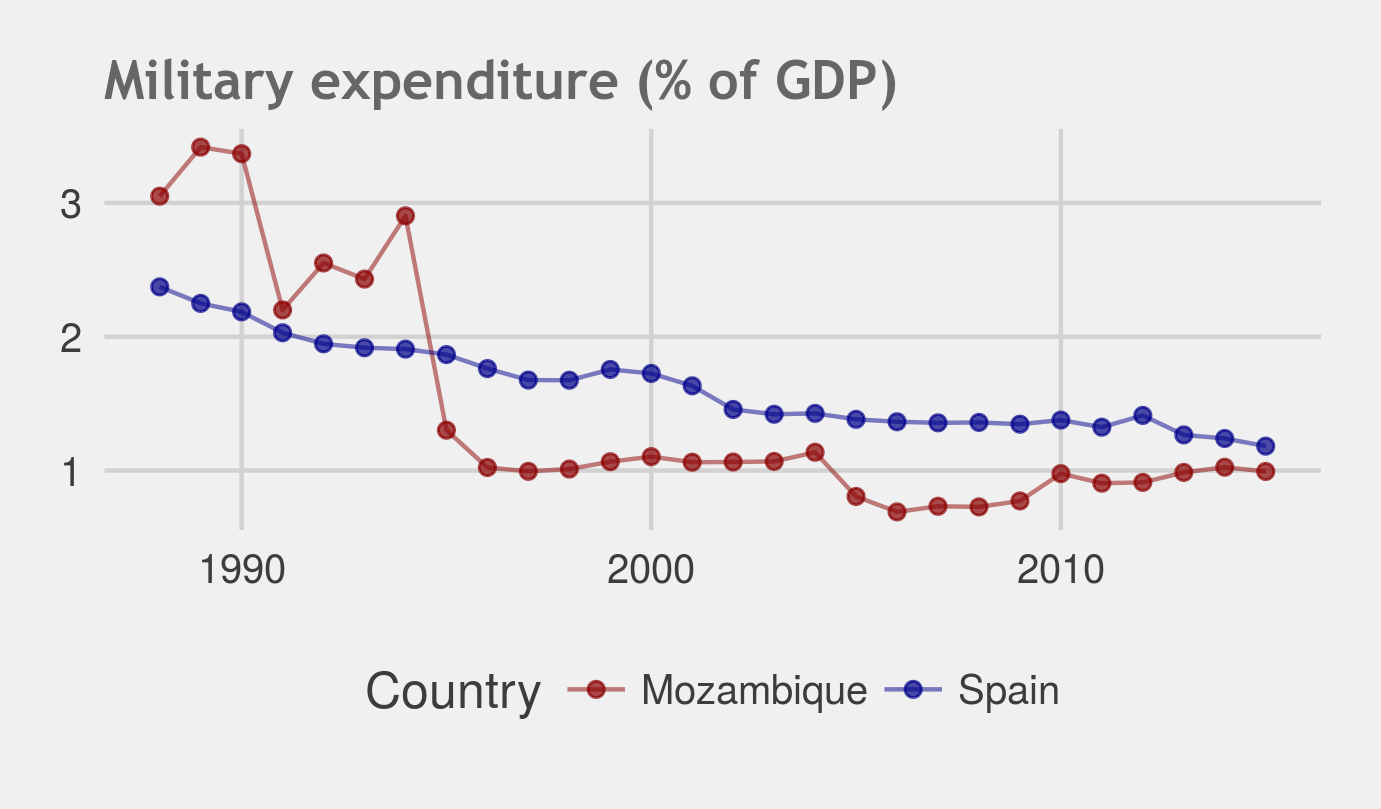 Military expenditure (% of GDP)
3
2
1
1990 2000 2010
Country Mozambique Spain